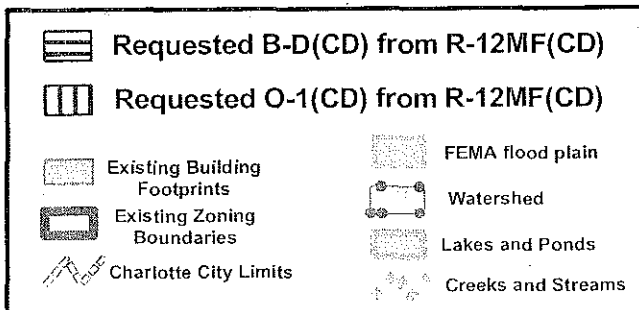 Requested B-D(CD) from R-12MF(CD)
Requested O-1(CD) from R-12MF(CD)
Existing Building
Footprints
Existing Zoning
Boundaries
Charlotte City Limits
FEMA flood plain
Watershed
Lakes and Ponds
Creeks and Streams